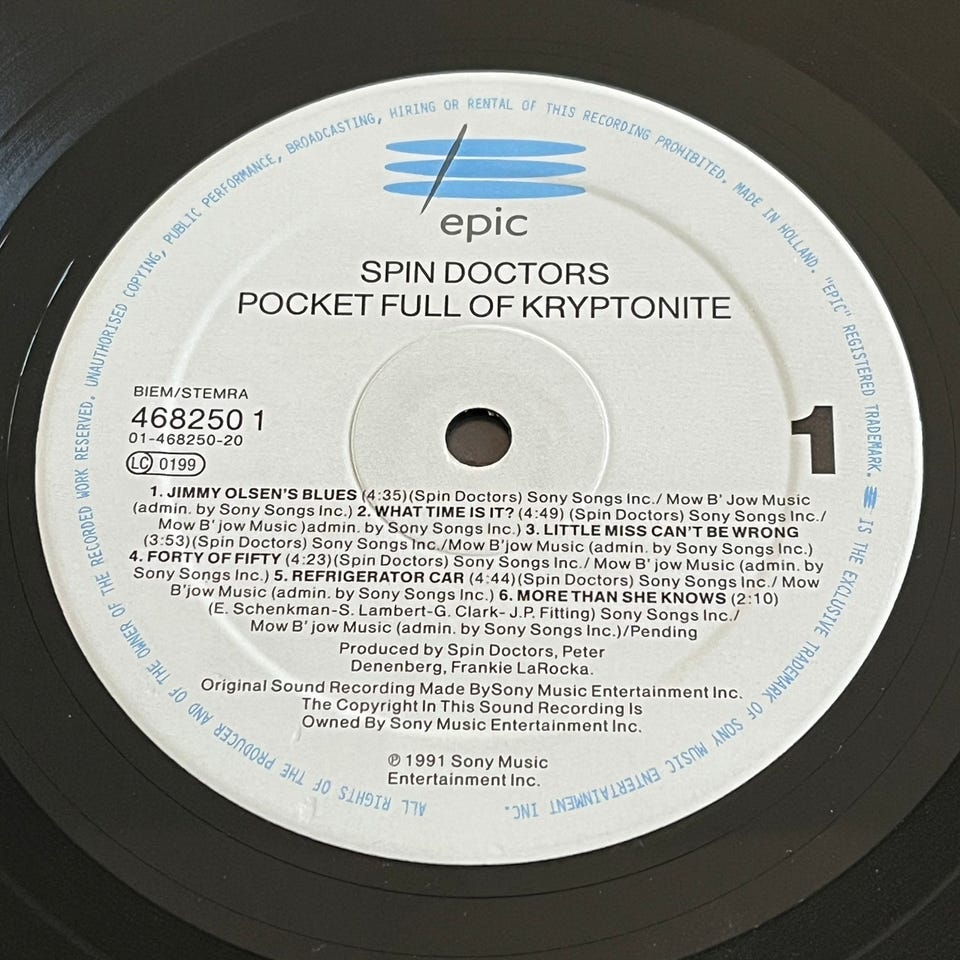 ALL RIGHTS OF THE PRODUCER AND OF THE OWNER OF THE RECORDED WORK RESERVED. UNAUTHORISED COPYING, PUBLIC PERFORMANCE, BROADCASTING, HIRING OR RENTAL OF THIS RECORDING PROHIBITED. MADE IN HOLLAND. "EPIC" REGISTERED TRADEMARK. IS THE EXCLUSIVE TRADEMARK OF SONY MUSIC ENTERTAINMENT INC.
epic
SPIN DOCTORS
POCKET FULL OF KRYPTONITE
BIEM/STEMRA
468250 1
01-468250-20
LC 0199
1
1. JIMMY OLSEN'S BLUES (4:35)(Spin Doctors) Sony Songs Inc./ Mow B' Jow Music
(admin. by Sony Songs Inc.) 2. WHAT TIME IS IT? (4:49) (Spin Doctors) Sony Songs Inc./
Mow B' jow Music )admin. by Sony Songs Inc.) 3. LITTLE MISS CAN'T BE WRONG
(3:53)(Spin Doctors) Sony Songs Inc./Mow B'jow Music (admin. by Sony Songs Inc.)
4. FORTY OF FIFTY (4:23)(Spin Doctors) Sony Songs Inc./ Mow B' jow Music (admin. by
Sony Songs Inc.) 5. REFRIGERATOR CAR (4:44)(Spin Doctors) Sony Songs Inc./ Mow
B'jow Music (admin. by Sony Songs Inc.) 6. MORE THAN SHE KNOWS (2:10)
(E. Schenkman-S. Lambert-G. Clark- J.P. Fitting) Sony Songs Inc./
Mow B' jow Music (admin. by Sony Songs Inc.)/Pending
Produced by Spin Doctors, Peter
Denenberg, Frankie LaRocka.
Original Sound Recording Made BySony Music Entertainment Inc.
The Copyright In This Sound Recording Is
Owned By Sony Music Entertainment Inc.
℗ 1991 Sony Music
Entertainment Inc.